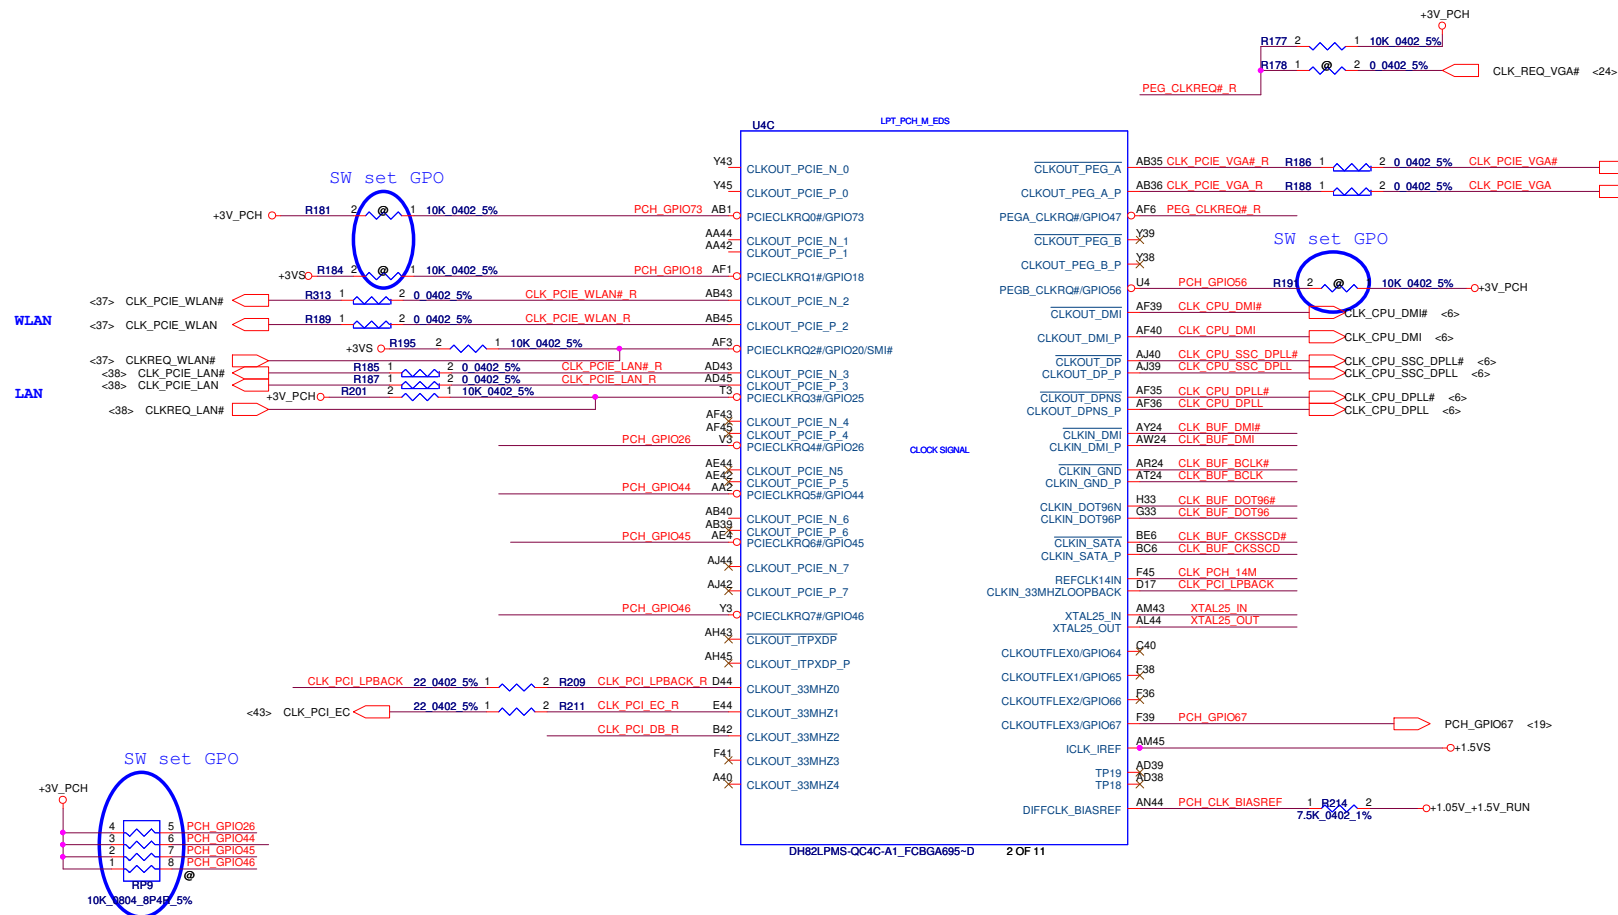 +3V_PCH
R177 2 1 10K_0402_5%
R178 1 @ 2 0_0402_5% CLK_REQ_VGA# <24>
PEG_CLKREQ#_R
U4C LPT_PCH_M_EDS
SW set GPO
Y43 CLKOUT_PCIE_N_0
Y45 CLKOUT_PCIE_P_0
+3V_PCH R181 2 @ 1 10K_0402_5% PCH_GPIO73 AB1 PCIECLKRQ0#/GPIO73
AA44 CLKOUT_PCIE_N_1
AA42 CLKOUT_PCIE_P_1
+3VS R184 2 @ 1 10K_0402_5% PCH_GPIO18 AF1 PCIECLKRQ1#/GPIO18
<37> CLK_PCIE_WLAN# R313 1 2 0_0402_5% CLK_PCIE_WLAN#_R AB43 CLKOUT_PCIE_N_2
WLAN
<37> CLK_PCIE_WLAN R189 1 2 0_0402_5% CLK_PCIE_WLAN_R AB45 CLKOUT_PCIE_P_2
+3VS R195 2 1 10K_0402_5% AF3 PCIECLKRQ2#/GPIO20/SMI#
<37> CLKREQ_WLAN#
<38> CLK_PCIE_LAN# R185 1 2 0_0402_5% CLK_PCIE_LAN#_R AD43 CLKOUT_PCIE_N_3
<38> CLK_PCIE_LAN R187 1 2 0_0402_5% CLK_PCIE_LAN_R AD45 CLKOUT_PCIE_P_3
LAN
+3V_PCH R201 2 1 10K_0402_5% T3 PCIECLKRQ3#/GPIO25
<38> CLKREQ_LAN#
AF43 CLKOUT_PCIE_N_4
AF45 CLKOUT_PCIE_P_4
PCH_GPIO26 V3 PCIECLKRQ4#/GPIO26
CLOCK SIGNAL
AE44 CLKOUT_PCIE_N5
AE42 CLKOUT_PCIE_P_5
PCH_GPIO44 AA2 PCIECLKRQ5#/GPIO44
AB40 CLKOUT_PCIE_N_6
AB39 CLKOUT_PCIE_P_6
PCH_GPIO45 AE4 PCIECLKRQ6#/GPIO45
AJ44 CLKOUT_PCIE_N_7
AJ42 CLKOUT_PCIE_P_7
PCH_GPIO46 Y3 PCIECLKRQ7#/GPIO46
AH43 CLKOUT_ITPXDP
AH45 CLKOUT_ITPXDP_P
CLK_PCI_LPBACK 22_0402_5% 1 2 R209 CLK_PCI_LPBACK_R D44 CLKOUT_33MHZ0
<43> CLK_PCI_EC 22_0402_5% 1 2 R211 CLK_PCI_EC_R E44 CLKOUT_33MHZ1
CLK_PCI_DB_R B42 CLKOUT_33MHZ2
F41 CLKOUT_33MHZ3
A40 CLKOUT_33MHZ4
CLKOUT_PEG_A AB35 CLK_PCIE_VGA#_R R186 1 2 0_0402_5% CLK_PCIE_VGA#
CLKOUT_PEG_A_P AB36 CLK_PCIE_VGA_R R188 1 2 0_0402_5% CLK_PCIE_VGA
PEGA_CLKRQ#/GPIO47 AF6 PEG_CLKREQ#_R
CLKOUT_PEG_B Y39
SW set GPO
CLKOUT_PEG_B_P Y38
PEGB_CLKRQ#/GPIO56 U4 PCH_GPIO56 R191 2 @ 1 10K_0402_5% +3V_PCH
CLKOUT_DMI AF39 CLK_CPU_DMI# CLK_CPU_DMI# <6>
CLKOUT_DMI_P AF40 CLK_CPU_DMI CLK_CPU_DMI <6>
CLKOUT_DP AJ40 CLK_CPU_SSC_DPLL# CLK_CPU_SSC_DPLL# <6>
CLKOUT_DP_P AJ39 CLK_CPU_SSC_DPLL CLK_CPU_SSC_DPLL <6>
CLKOUT_DPNS AF35 CLK_CPU_DPLL# CLK_CPU_DPLL# <6>
CLKOUT_DPNS_P AF36 CLK_CPU_DPLL CLK_CPU_DPLL <6>
CLKIN_DMI AY24 CLK_BUF_DMI#
CLKIN_DMI_P AW24 CLK_BUF_DMI
CLKIN_GND AR24 CLK_BUF_BCLK#
CLKIN_GND_P AT24 CLK_BUF_BCLK
CLKIN_DOT96N H33 CLK_BUF_DOT96#
CLKIN_DOT96P G33 CLK_BUF_DOT96
CLKIN_SATA BE6 CLK_BUF_CKSSCD#
CLKIN_SATA_P BC6 CLK_BUF_CKSSCD
REFCLK14IN F45 CLK_PCH_14M
CLKIN_33MHZLOOPBACK D17 CLK_PCI_LPBACK
XTAL25_IN AM43 XTAL25_IN
XTAL25_OUT AL44 XTAL25_OUT
CLKOUTFLEX0/GPIO64 C40
CLKOUTFLEX1/GPIO65 F38
CLKOUTFLEX2/GPIO66 F36
CLKOUTFLEX3/GPIO67 F39 PCH_GPIO67 PCH_GPIO67 <19>
ICLK_IREF AM45 +1.5VS
TP19 AD39
TP18 AD38
DIFFCLK_BIASREF AN44 PCH_CLK_BIASREF 1 R214 2 +1.05V_+1.5V_RUN
7.5K_0402_1%
DH82LPMS-QC4C-A1_FCBGA695~D 2 OF 11
SW set GPO
+3V_PCH
4 5 PCH_GPIO26
3 6 PCH_GPIO44
2 7 PCH_GPIO45
1 8 PCH_GPIO46
RP9 @
10K_0804_8P4R_5%